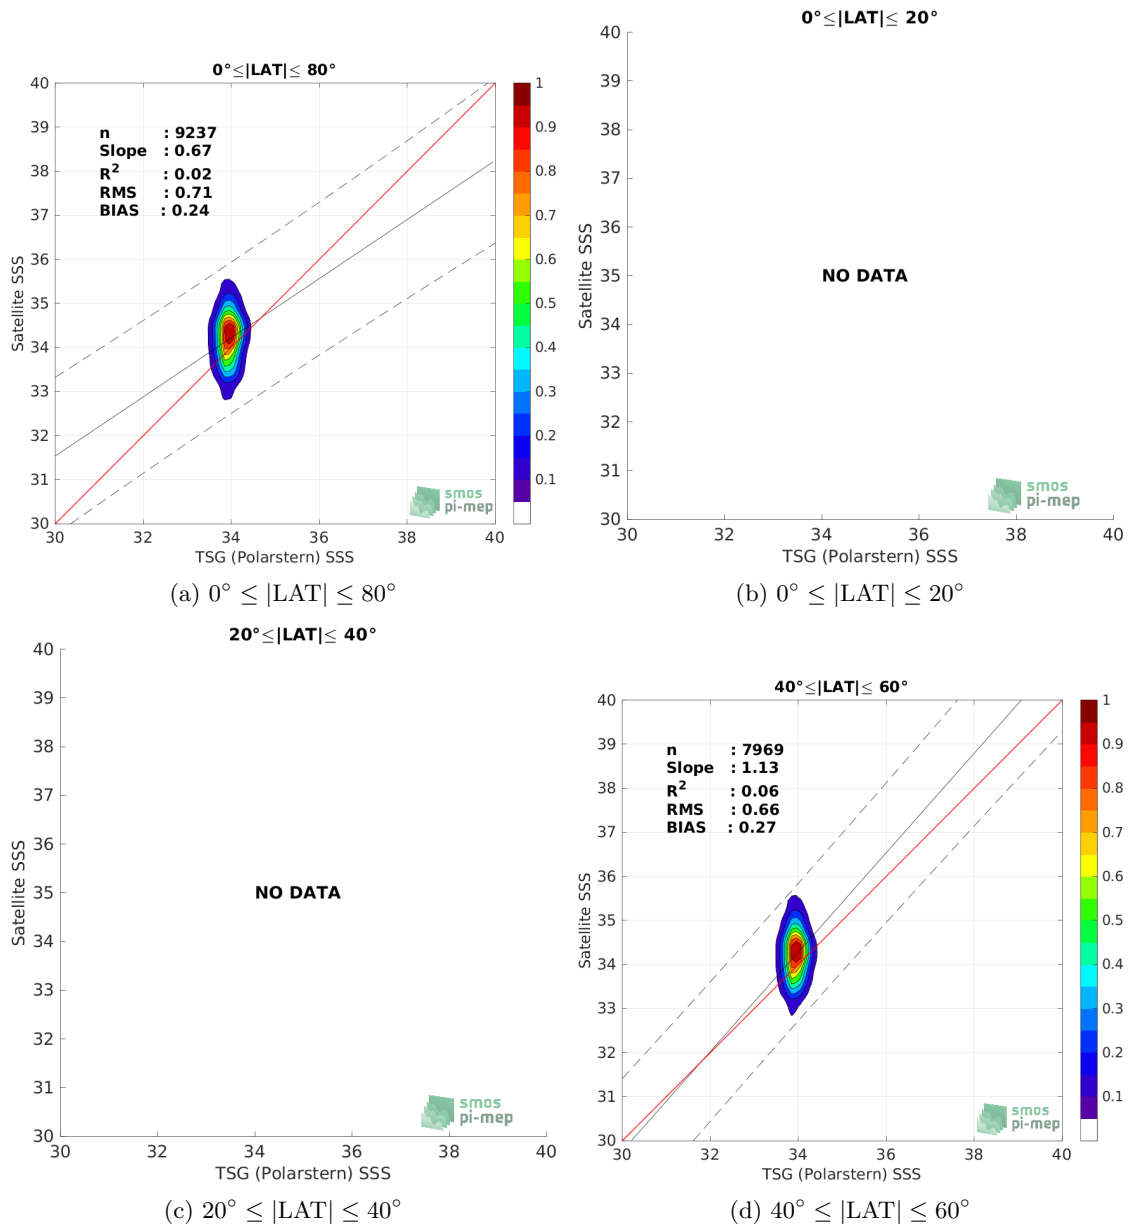 0°≤|LAT|≤ 80°
40
39
38
37
36
35
34
33
32
31
30
Satellite SSS
n : 9237
Slope : 0.67
R² : 0.02
RMS : 0.71
BIAS : 0.24
smos
pi-mep
30 32 34 36 38 40
TSG (Polarstern) SSS
1
0.9
0.8
0.7
0.6
0.5
0.4
0.3
0.2
0.1
(a) 0° ≤ |LAT| ≤ 80°
0°≤|LAT|≤ 20°
40
39
38
37
36
35
34
33
32
31
30
Satellite SSS
NO DATA
smos
pi-mep
30 32 34 36 38 40
TSG (Polarstern) SSS
(b) 0° ≤ |LAT| ≤ 20°
20°≤|LAT|≤ 40°
40
39
38
37
36
35
34
33
32
31
30
Satellite SSS
NO DATA
smos
pi-mep
30 32 34 36 38 40
TSG (Polarstern) SSS
(c) 20° ≤ |LAT| ≤ 40°
40°≤|LAT|≤ 60°
40
39
38
37
36
35
34
33
32
31
30
Satellite SSS
n : 7969
Slope : 1.13
R² : 0.06
RMS : 0.66
BIAS : 0.27
smos
pi-mep
30 32 34 36 38 40
TSG (Polarstern) SSS
1
0.9
0.8
0.7
0.6
0.5
0.4
0.3
0.2
0.1
(d) 40° ≤ |LAT| ≤ 60°